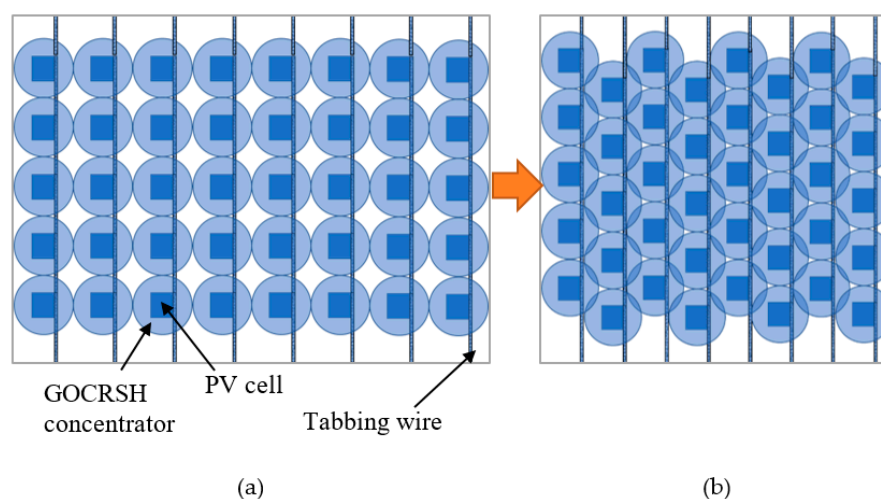 GOCRSH
concentrator
PV cell
Tabbing wire
(a)
(b)